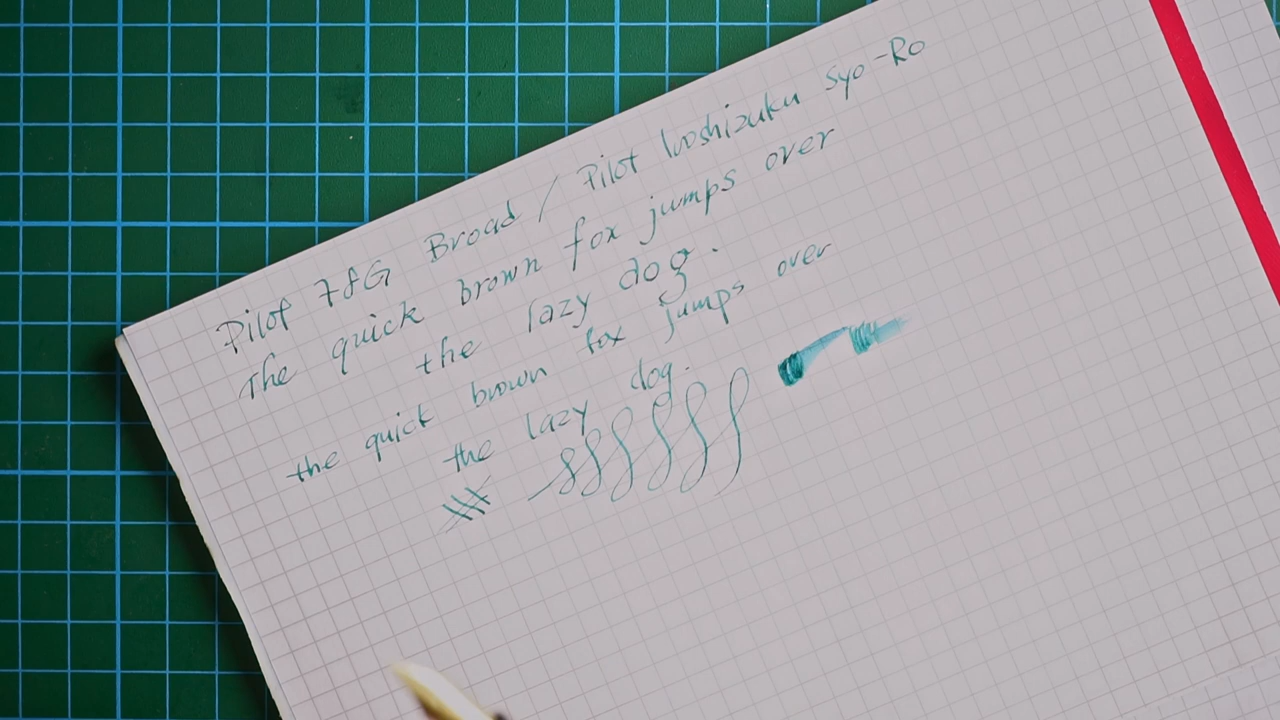 Pilot 78G Broad / Pilot Iroshizuku Syo-Ro
The quick brown fox jumps over
the lazy dog.
the quick brown fox jumps over
the lazy dog.